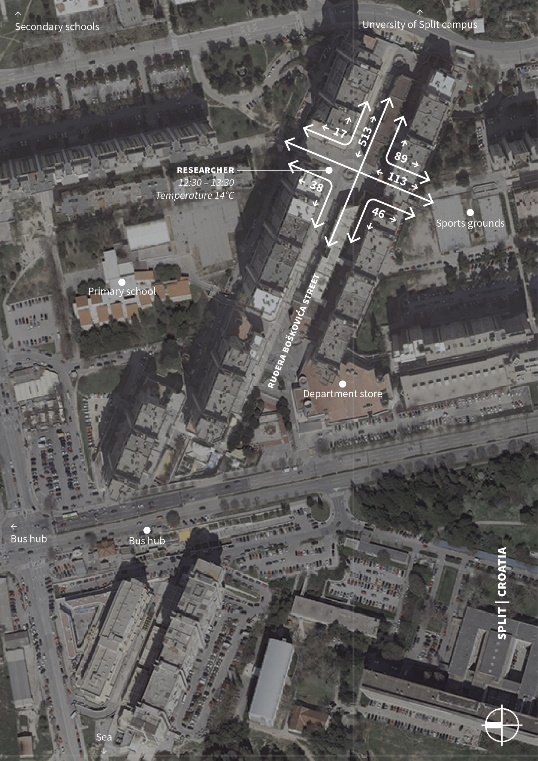 Secondary schools
Unversity of Split campus
17
513
89
RESEARCHER
12:30 – 13:30
Temperature 14°C
38
113
46
Sports grounds
Primary school
RUĐERA BOŠKOVIĆA STREET
Department store
Bus hub
Bus hub
SPLIT | CROATIA
Sea